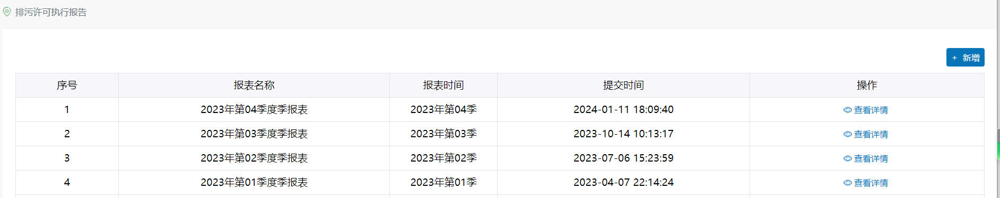 排污许可执行报告
+ 新增
序号 报表名称 报表时间 提交时间 操作
1 2023年第04季度季报表 2023年第04季 2024-01-11 18:09:40 查看详情
2 2023年第03季度季报表 2023年第03季 2023-10-14 10:13:17 查看详情
3 2023年第02季度季报表 2023年第02季 2023-07-06 15:23:59 查看详情
4 2023年第01季度季报表 2023年第01季 2023-04-07 22:14:24 查看详情